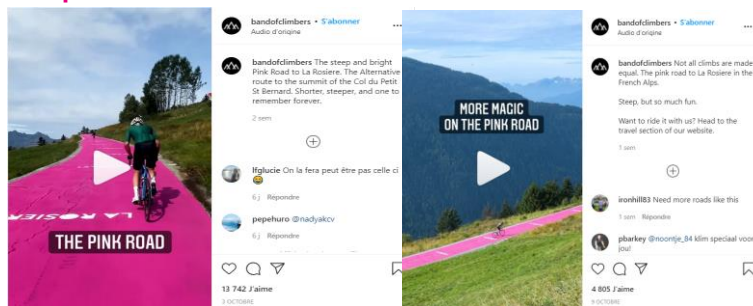 LA ROSIER
THE PINK ROAD
bandofclimbers • S'abonner
Audio d'origine
bandofclimbers The steep and bright
Pink Road to La Rosiere. The Alternative
route to the summit of the Col du Petit
St Bernard. Shorter, steeper, and one to
remember forever.
2 sem
lfglucie On la fera peut être pas celle ci
😂
6 j Répondre
pepehuro @nadyakcv
6 j Répondre
13 742 J'aime
3 OCTOBRE
MORE MAGIC
ON THE PINK ROAD
bandofclimbers • S'abonner
Audio d'origine
bandofclimbers Not all climbs are made
equal. The pink road to La Rosiere in the
French Alps.
Steep, but so much fun.
Want to ride it with us? Head to the
travel section of our website.
1 sem
ironhill83 Need more roads like this
1 sem Répondre
pbarkey @noontje_84 klim speciaal voor
jou!
4 805 J'aime
9 OCTOBRE